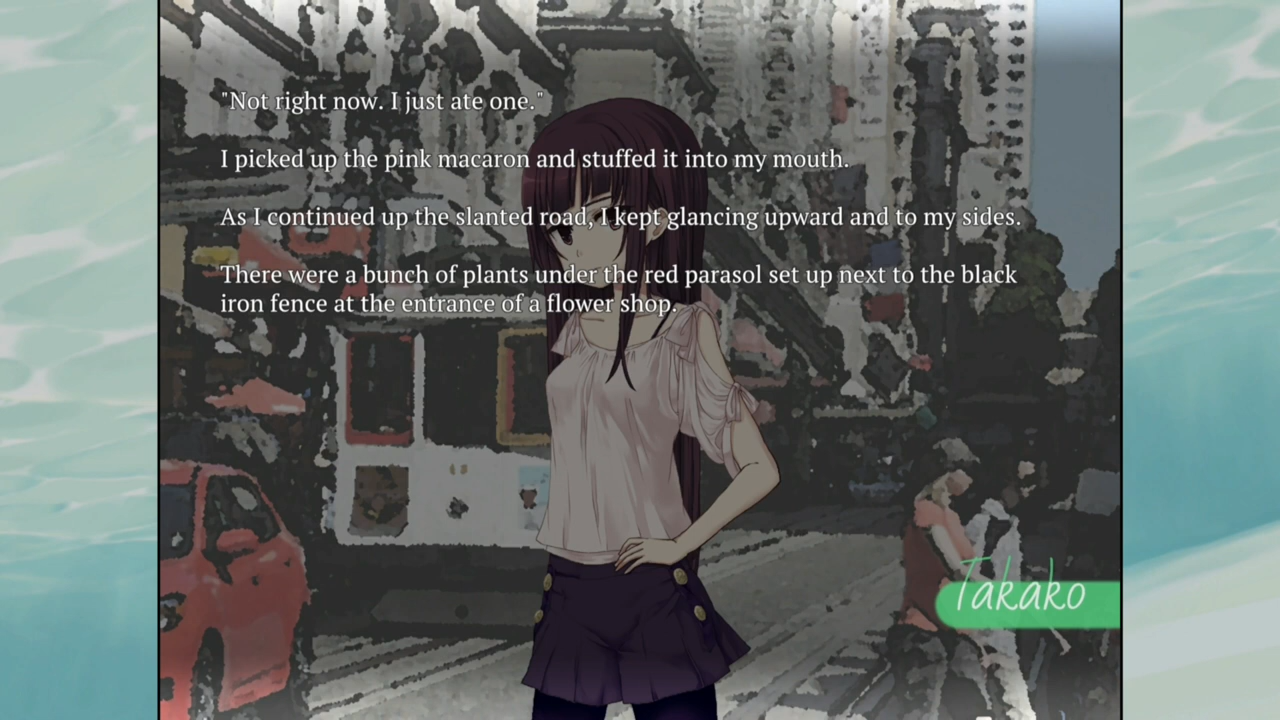 "Not right now. I just ate one."
I picked up the pink macaron and stuffed it into my mouth.
As I continued up the slanted road, I kept glancing upward and to my sides.
There were a bunch of plants under the red parasol set up next to the black
iron fence at the entrance of a flower shop.
Takako